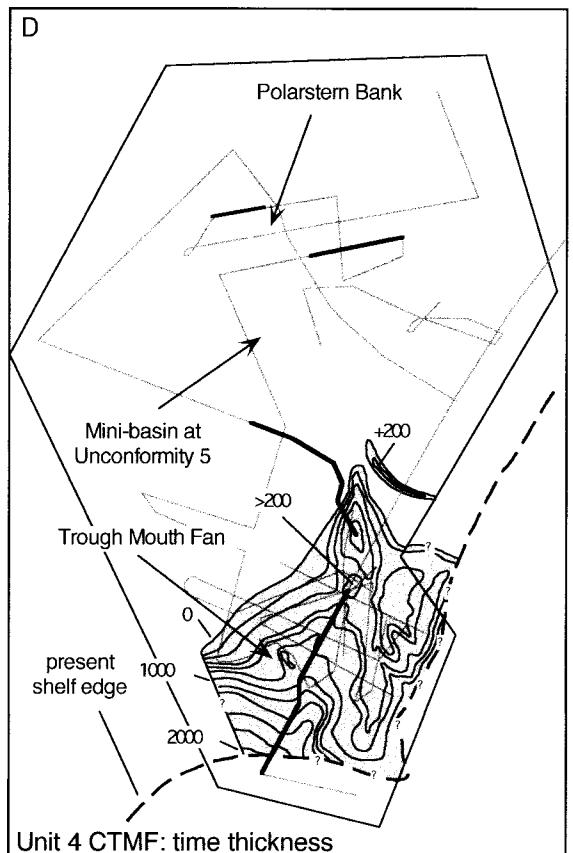 D
Polarstern Bank
+200
Mini-basin at
Unconformity 5
>200
Trough Mouth Fan
?
?
?
0
?
present
shelf edge
1000
?
?
?
2000
?
?
?
?
Unit 4 CTMF: time thickness